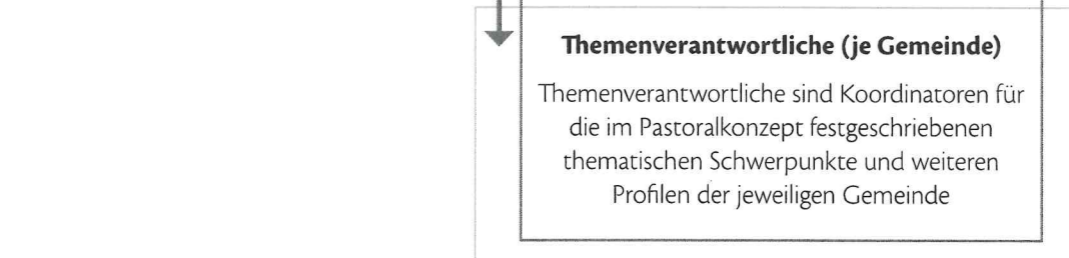 Themenverantwortliche (je Gemeinde)
Themenverantwortliche sind Koordinatoren für
die im Pastoralkonzept festgeschriebenen
thematischen Schwerpunkte und weiteren
Profilen der jeweiligen Gemeinde